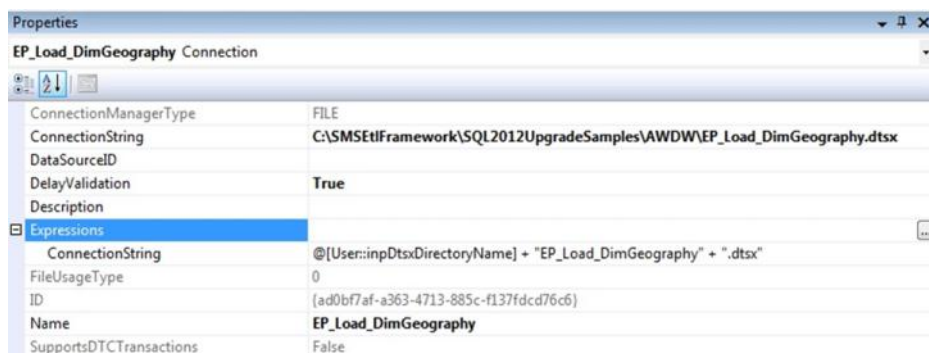 Properties
EP_Load_DimGeography Connection
ConnectionManagerType FILE
ConnectionString C:\SMSEtlFramework\SQL2012UpgradeSamples\AWDW\EP_Load_DimGeography.dtsx
DataSourceID
DelayValidation True
Description
Expressions
ConnectionString @[User::inpDtsxDirectoryName] + "EP_Load_DimGeography" + ".dtsx"
FileUsageType 0
ID {ad0bf7af-a363-4713-885c-f137fdcd76c6}
Name EP_Load_DimGeography
SupportsDTCTransactions False